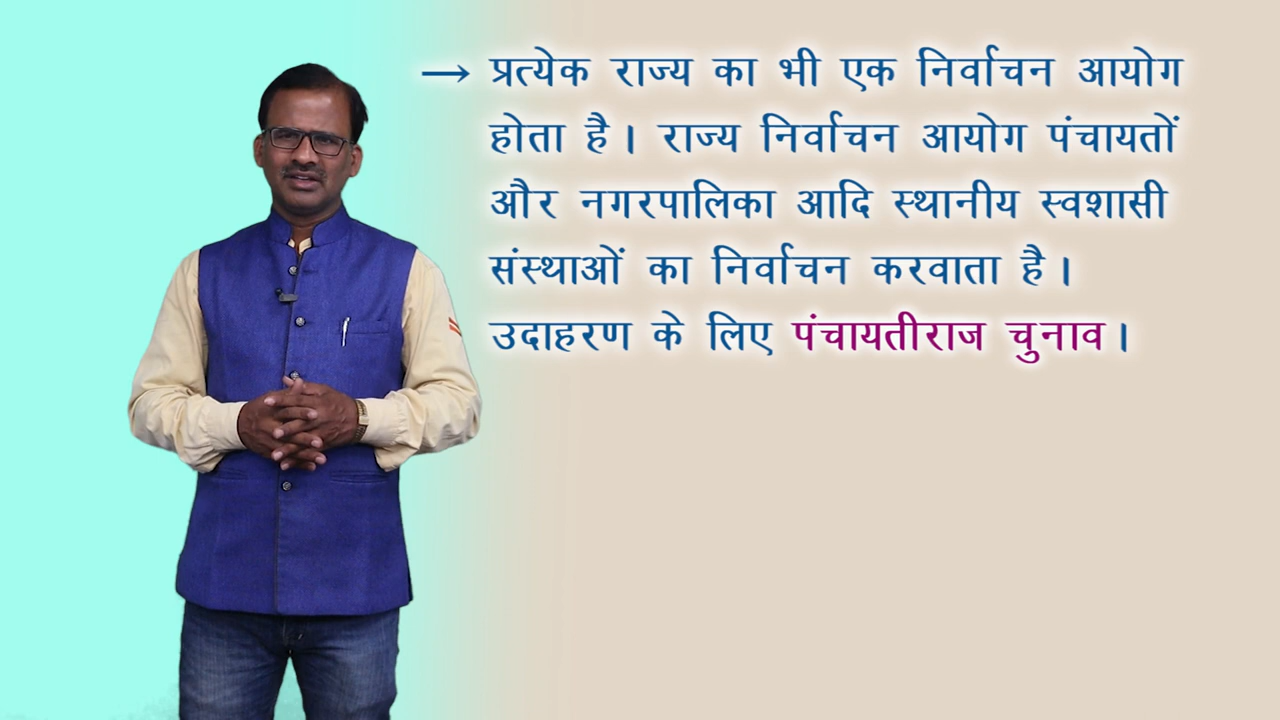 → प्रत्येक राज्य का भी एक निर्वाचन आयोग
होता है। राज्य निर्वाचन आयोग पंचायतों
और नगरपालिका आदि स्थानीय स्वशासी
संस्थाओं का निर्वाचन करवाता है।
उदाहरण के लिए पंचायतीराज चुनाव।